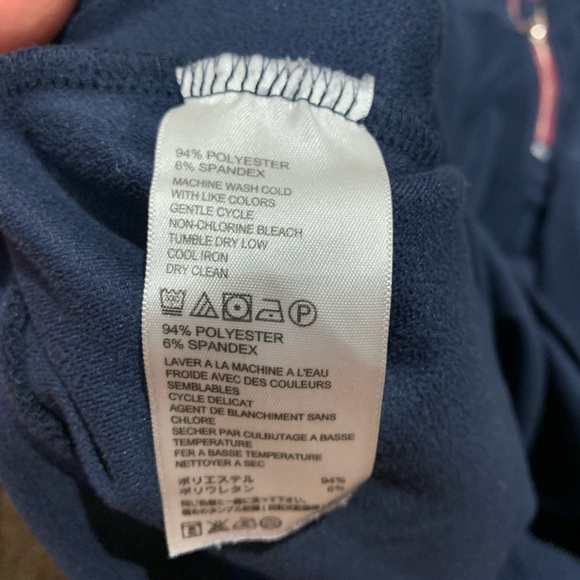 94% POLYESTER
6% SPANDEX
MACHINE WASH COLD
WITH LIKE COLORS
GENTLE CYCLE
NON-CHLORINE BLEACH
TUMBLE DRY LOW
COOL IRON
DRY CLEAN
P
94% POLYESTER
6% SPANDEX
LAVER A LA MACHINE A L'EAU
FROIDE AVEC DES COULEURS
SEMBLABLES
CYCLE DELICAT
AGENT DE BLANCHIMENT SANS
CHLORE
SECHER PAR CULBUTAGE A BASSE
TEMPERATURE
FER A BASSE TEMPERATURE
NETTOYER A SEC
ポリエステル 94%
ポリウレタン 6%